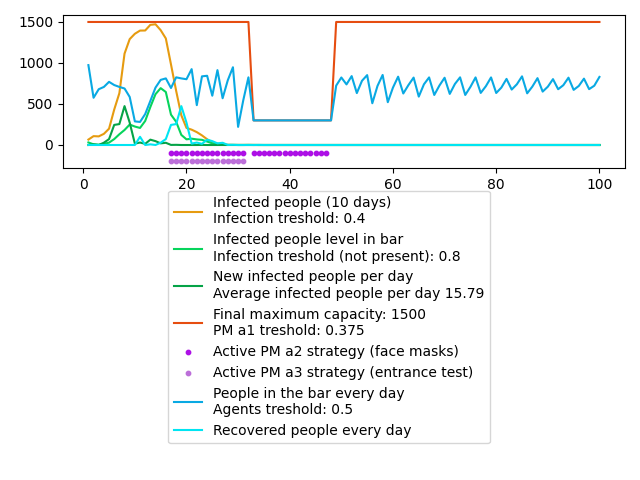 1500
1000
500
0
0
20
40
60
80
100
Infected people (10 days)
Infection treshold: 0.4
Infected people level in bar
Infection treshold (not present): 0.8
New infected people per day
Average infected people per day 15.79
Final maximum capacity: 1500
PM a1 treshold: 0.375
Active PM a2 strategy (face masks)
Active PM a3 strategy (entrance test)
People in the bar every day
Agents treshold: 0.5
Recovered people every day